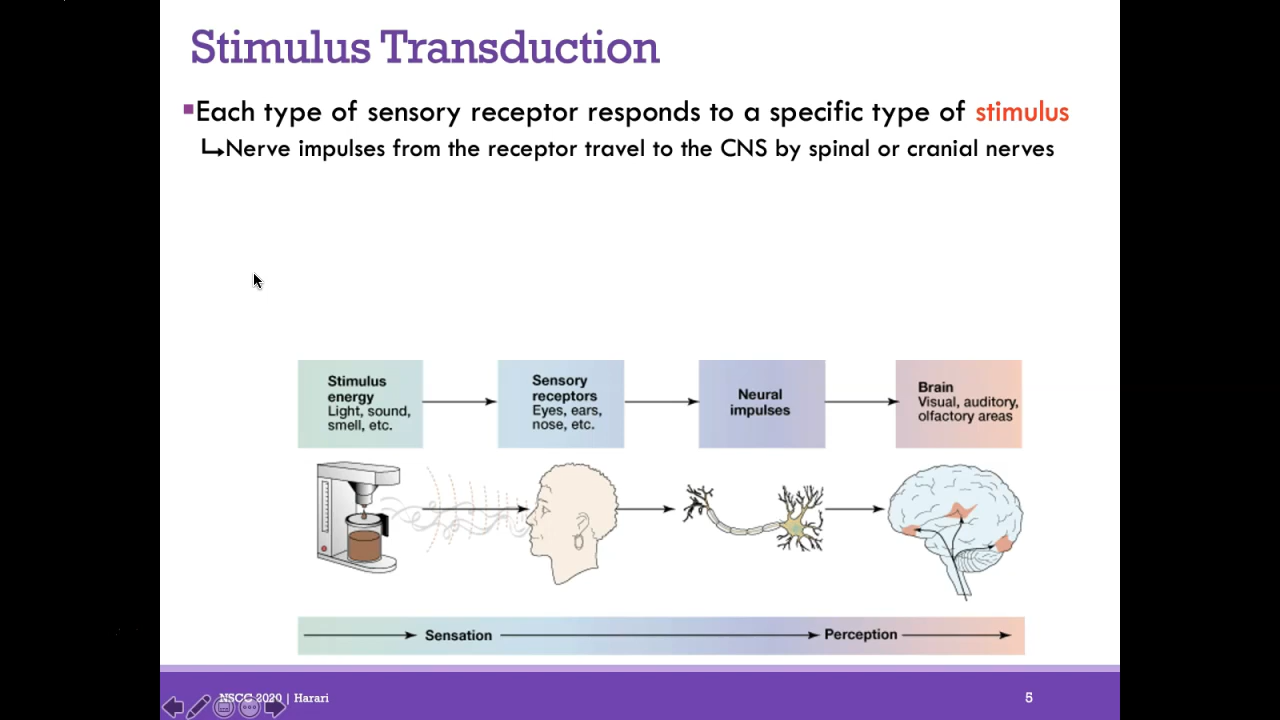 Stimulus Transduction
Each type of sensory receptor responds to a specific type of stimulus
Nerve impulses from the receptor travel to the CNS by spinal or cranial nerves
Stimulus
energy
Light, sound,
smell, etc.
Sensory
receptors
Eyes, ears,
nose, etc.
Neural
impulses
Brain
Visual, auditory,
olfactory areas
Sensation
Perception
NSCC 2020 | Harari
5